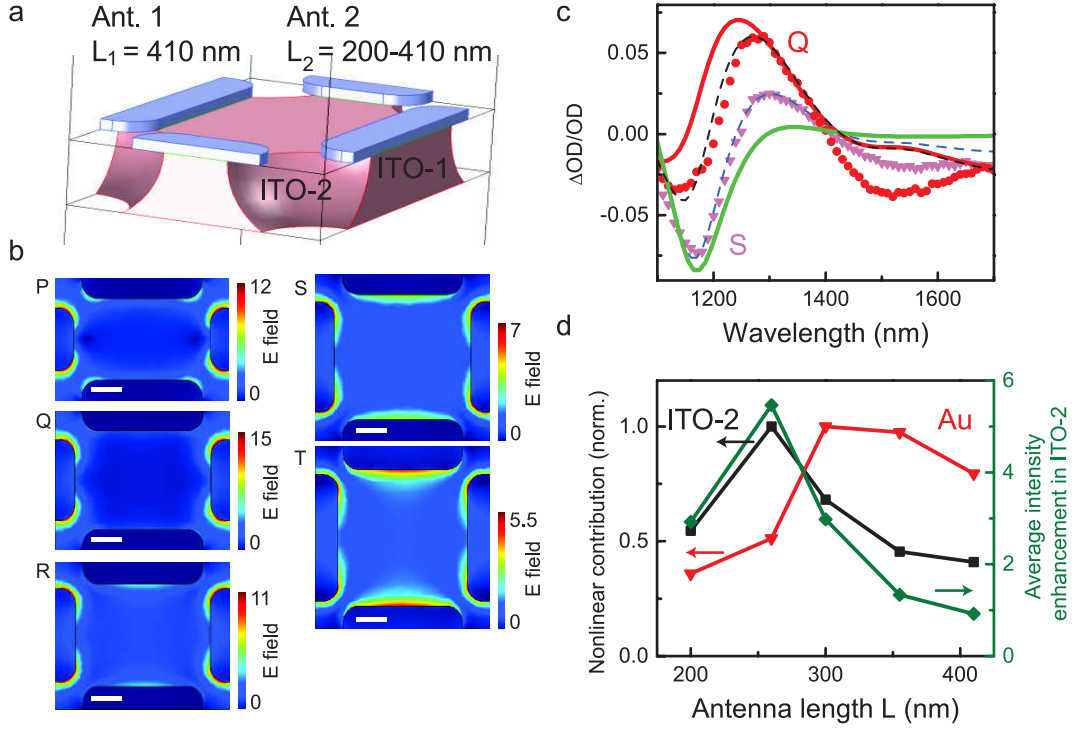 a
Ant. 1
L₁ = 410 nm
Ant. 2
L₂ = 200-410 nm
ITO-2
ITO-1
b
P
12
E field
0
Q
15
E field
0
R
11
E field
0
S
7
E field
0
T
5.5
E field
0
c
0.05
0.00
-0.05
ΔOD/OD
Q
S
1200
1400
1600
Wavelength (nm)
d
Nonlinear contribution (norm.)
1.0
0.5
0.0
ITO-2
Au
6
4
2
0
Average intensity
enhancement in ITO-2
200
250
300
350
400
Antenna length L (nm)